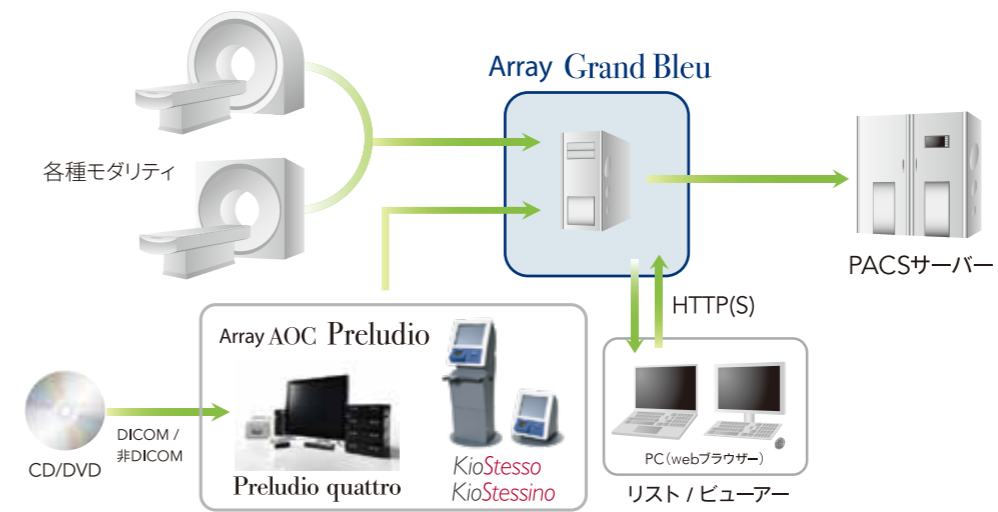 Array Grand Bleu
各種モダリティ
PACSサーバー
HTTP(S)
Array AOC Preludio
DICOM /
非DICOM
CD/DVD
Preludio quattro
KioStesso
KioStessino
PC（webブラウザー）
リスト / ビューアー